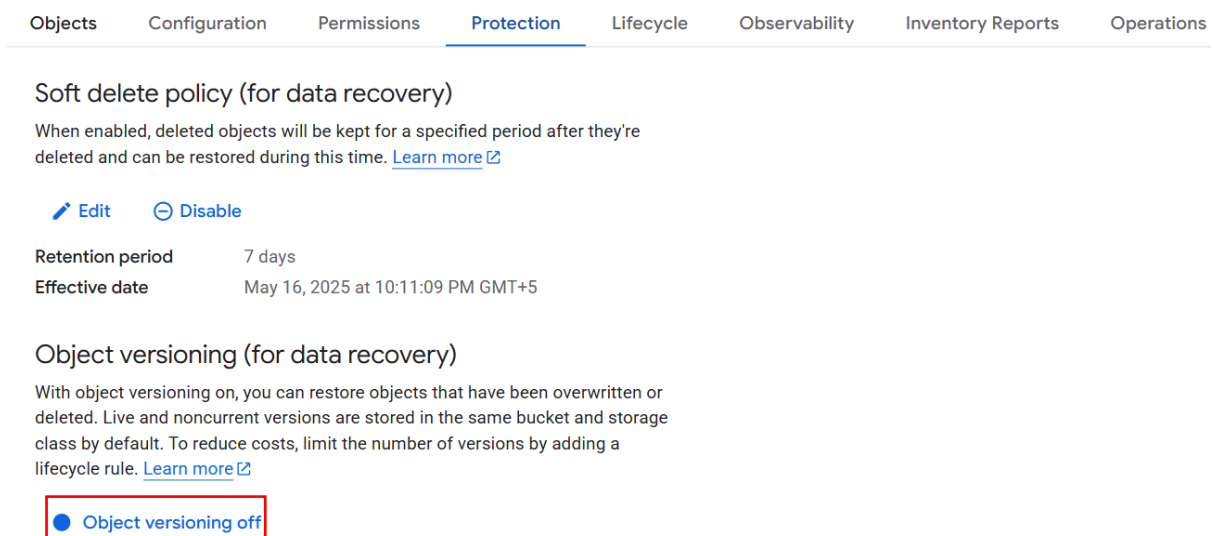 Objects Configuration Permissions Protection Lifecycle Observability Inventory Reports Operations
Soft delete policy (for data recovery)
When enabled, deleted objects will be kept for a specified period after they're
deleted and can be restored during this time. Learn more
Edit Disable
Retention period 7 days
Effective date May 16, 2025 at 10:11:09 PM GMT+5
Object versioning (for data recovery)
With object versioning on, you can restore objects that have been overwritten or
deleted. Live and noncurrent versions are stored in the same bucket and storage
class by default. To reduce costs, limit the number of versions by adding a
lifecycle rule. Learn more
Object versioning off